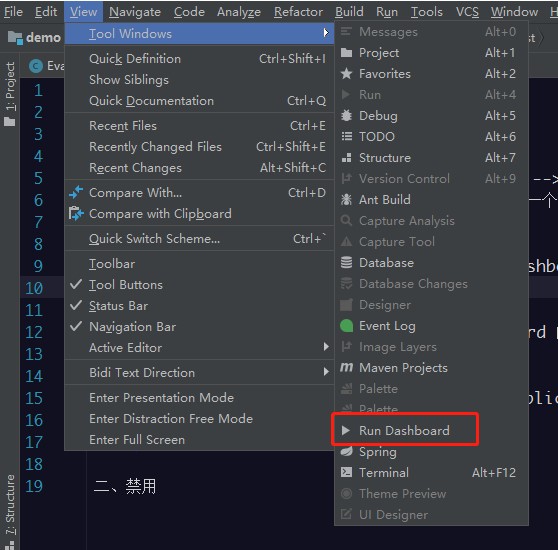 File Edit View Navigate Code Analyze Refactor Build Run Tools VCS Window H
demo
Tool Windows
Messages Alt+0
Quick Definition Ctrl+Shift+I
Project Alt+1
Show Siblings
Favorites Alt+2
Quick Documentation Ctrl+Q
Run Alt+4
Debug Alt+5
Recent Files Ctrl+E
TODO Alt+6
Recently Changed Files Ctrl+Shift+E
Structure Alt+7
Recent Changes Alt+Shift+C
Version Control Alt+9
Compare With... Ctrl+D
Ant Build
Compare with Clipboard
Capture Analysis
Quick Switch Scheme... Ctrl+`
Capture Tool
Toolbar
Database
Tool Buttons
Database Changes
Status Bar
Designer
Navigation Bar
Event Log
Active Editor
Image Layers
Bidi Text Direction
Maven Projects
Palette
Enter Presentation Mode
Palette
Enter Distraction Free Mode
Run Dashboard
Enter Full Screen
Spring
Terminal Alt+F12
Theme Preview
UI Designer
1: Project
7: Structure
Eva
1
2
3
4
5 -->
6 一个
7
8
9 shbo
10
11 rd
12
13
14
15 plic
16
17
18
19 二、禁用